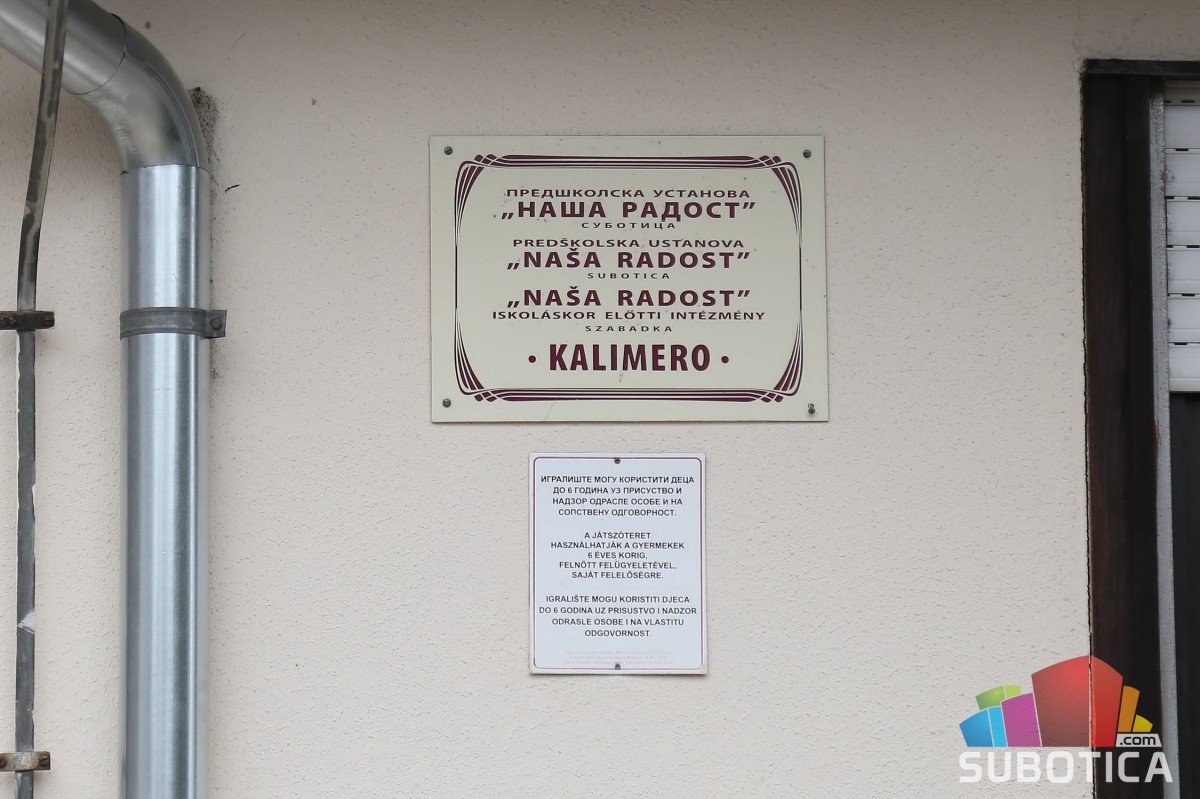 ПРЕДШКОЛСКА УСТАНОВА
„НАША РАДОСТ”
СУБОТИЦА
PREDŠKOLSKA USTANOVA
„NAŠA RADOST”
SUBOTICA
„NAŠA RADOST”
ISKOLÁSKOR ELŐTTI INTÉZMÉNY
SZABADKA
• KALIMERO •
ИГРАЛИШТЕ МОГУ КОРИСТИТИ ДЕЦА
ДО 6 ГОДИНА УЗ ПРИСУСТВО И
НАДЗОР ОДРАСЛЕ ОСОБЕ И НА
СОПСТВЕНУ ОДГОВОРНОСТ.
A JÁTSZÓTERET
HASZNÁLHATJÁK A GYERMEKEK
6 ÉVES KORIG,
FELNŐTT FELÜGYELETÉVEL,
SAJÁT FELELŐSÉGRE.
IGRALIŠTE MOGU KORISTITI DJECA
DO 6 GODINA UZ PRISUSTVO I NADZOR
ODRASLE OSOBE I NA VLASTITU
ODGOVORNOST.
.com
SUBOTICA